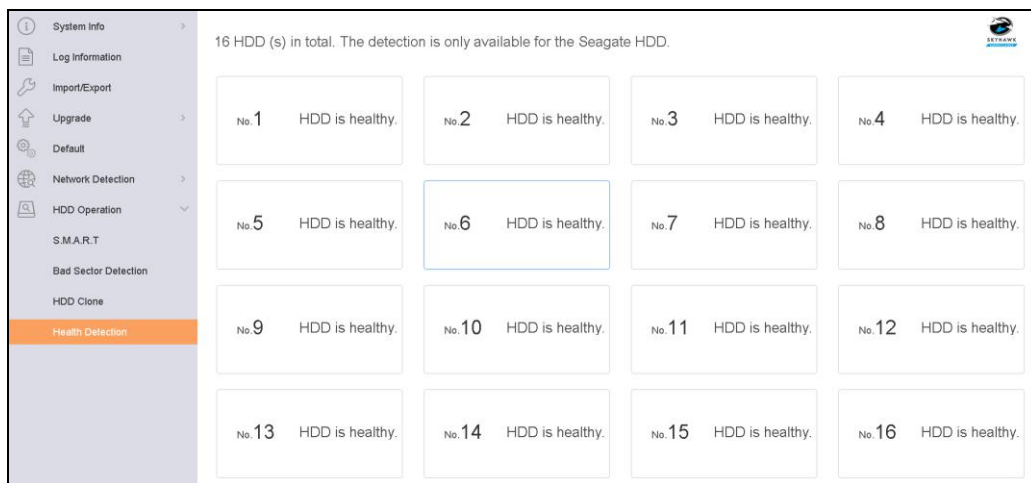 System Info
Log Information
Import/Export
Upgrade
Default
Network Detection
HDD Operation
S.M.A.R.T
Bad Sector Detection
HDD Clone
Health Detection
16 HDD (s) in total. The detection is only available for the Seagate HDD.
SKYHAWK
No.1 HDD is healthy.
No.2 HDD is healthy.
No.3 HDD is healthy.
No.4 HDD is healthy.
No.5 HDD is healthy.
No.6 HDD is healthy.
No.7 HDD is healthy.
No.8 HDD is healthy.
No.9 HDD is healthy.
No.10 HDD is healthy.
No.11 HDD is healthy.
No.12 HDD is healthy.
No.13 HDD is healthy.
No.14 HDD is healthy.
No.15 HDD is healthy.
No.16 HDD is healthy.